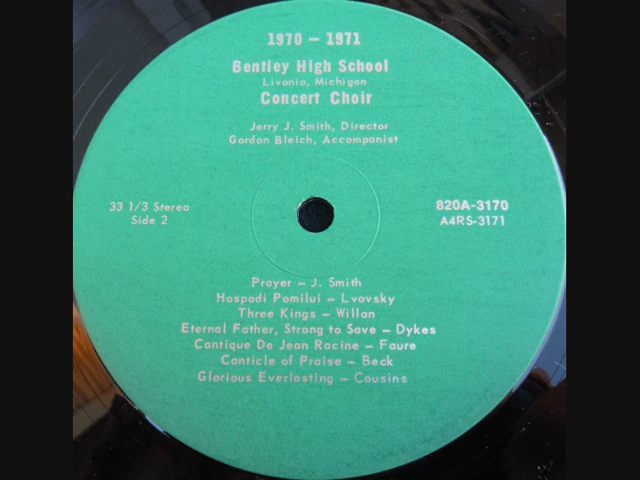 1970 – 1971
Bentley High School
Livonia, Michigan
Concert Choir
Jerry J. Smith, Director
Gordon Bleich, Accompanist
33 1/3 Stereo
Side 2
820A-3170
A4RS-3171
Prayer – J. Smith
Hospodi Pomilui – Lvovsky
Three Kings – Willan
Eternal Father, Strong to Save – Dykes
Cantique De Jean Racine – Faure
Canticle of Praise – Beck
Glorious Everlasting – Cousins